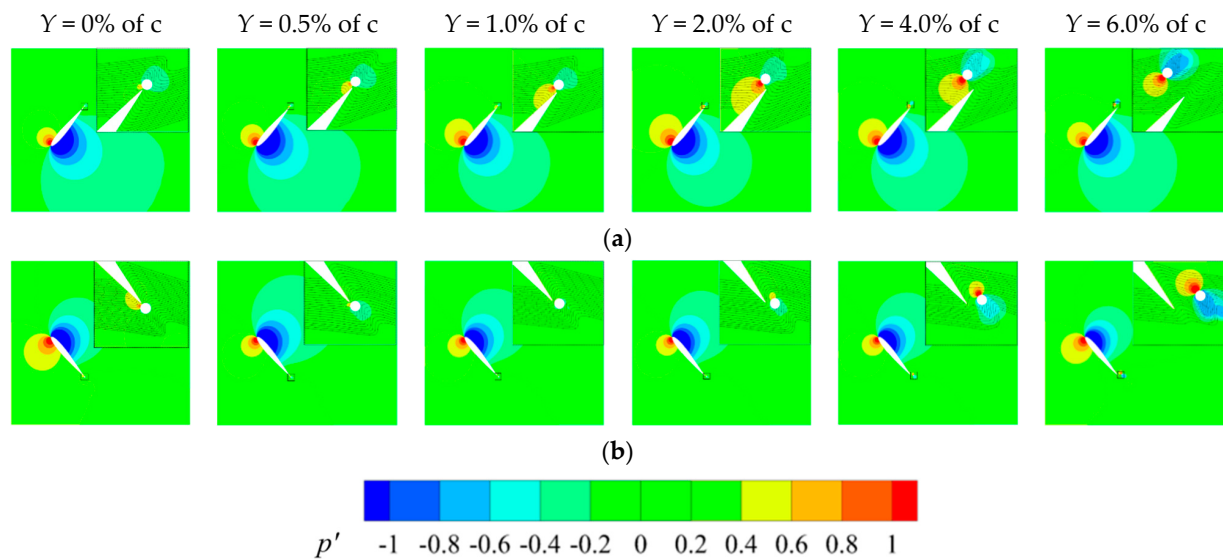 Y = 0% of c Y = 0.5% of c Y = 1.0% of c Y = 2.0% of c Y = 4.0% of c Y = 6.0% of c
(a)
(b)
p′ -1 -0.8 -0.6 -0.4 -0.2 0 0.2 0.4 0.6 0.8 1